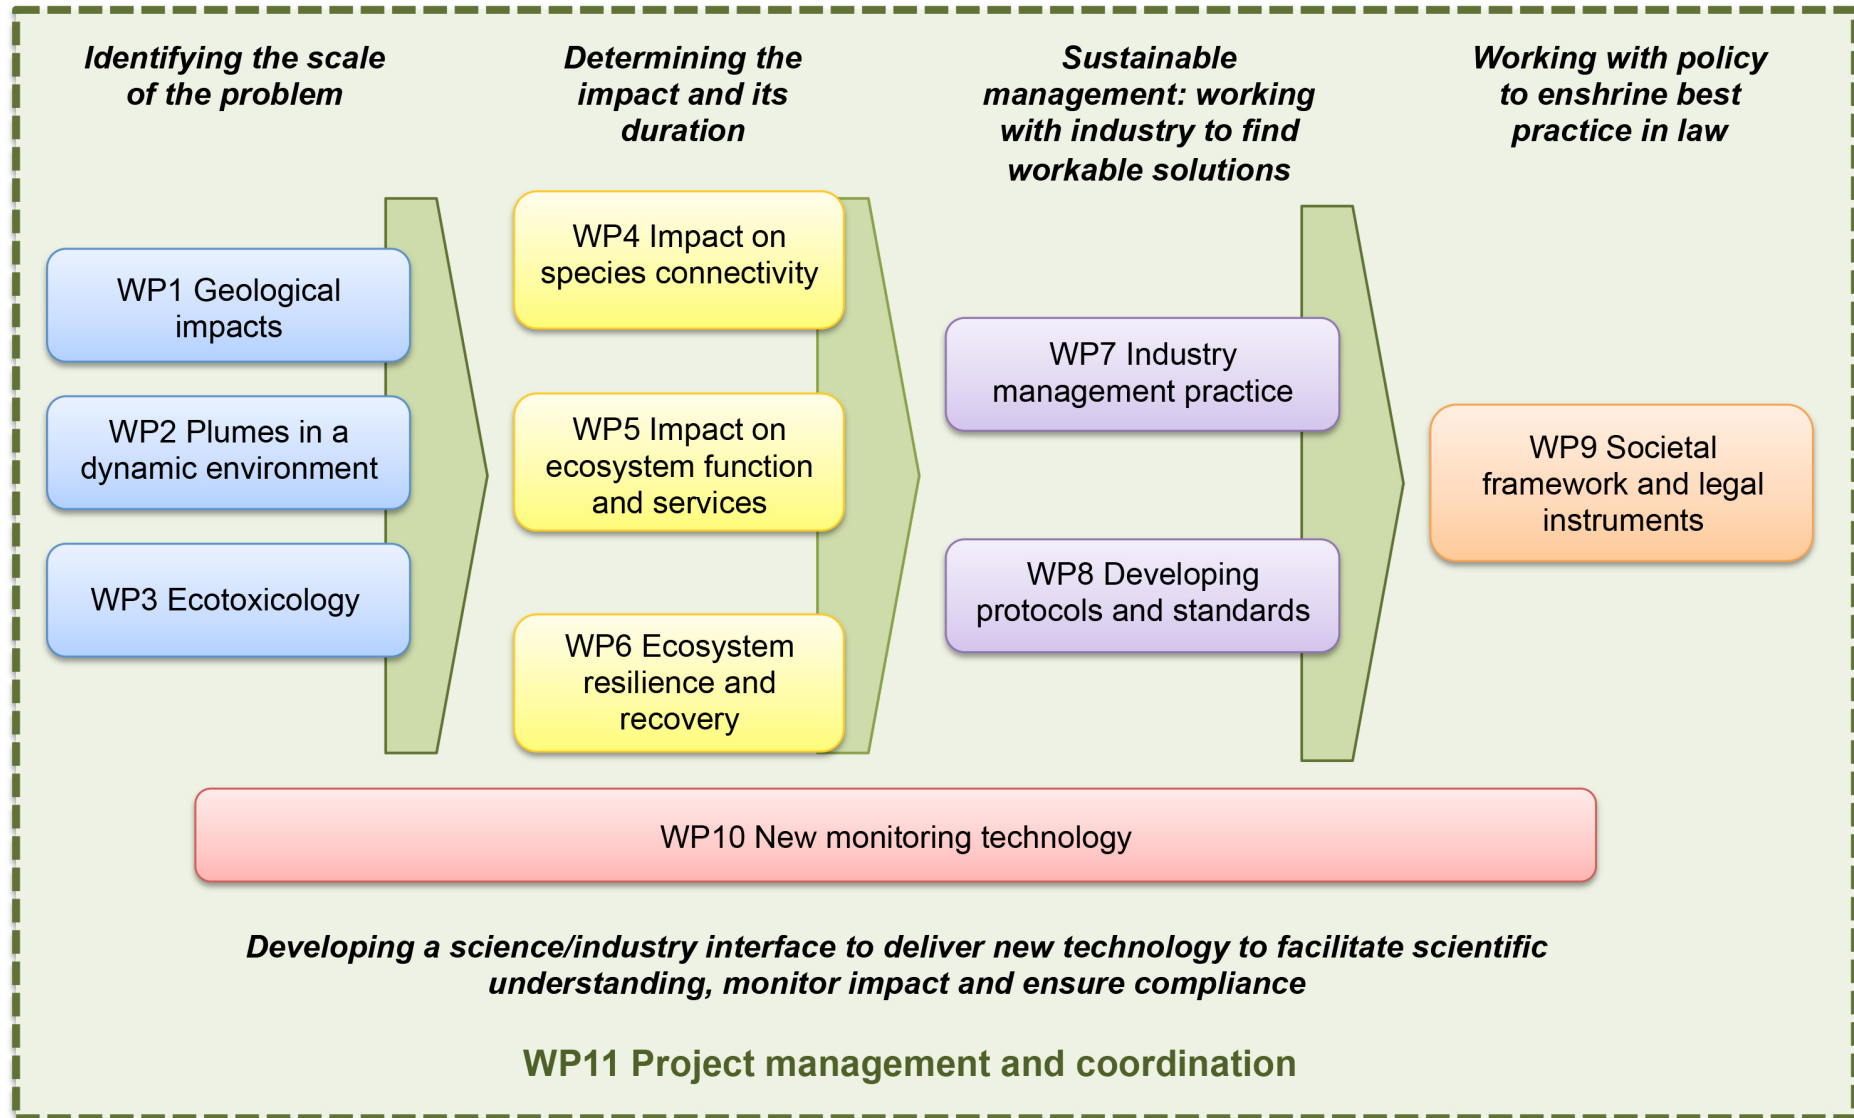 Identifying the scale
of the problem
Determining the
impact and its
duration
Sustainable
management: working
with industry to find
workable solutions
Working with policy
to enshrine best
practice in law
WP1 Geological
impacts
WP2 Plumes in a
dynamic environment
WP3 Ecotoxicology
WP4 Impact on
species connectivity
WP5 Impact on
ecosystem function
and services
WP6 Ecosystem
resilience and
recovery
WP7 Industry
management practice
WP8 Developing
protocols and standards
WP9 Societal
framework and legal
instruments
WP10 New monitoring technology
Developing a science/industry interface to deliver new technology to facilitate scientific
understanding, monitor impact and ensure compliance
WP11 Project management and coordination